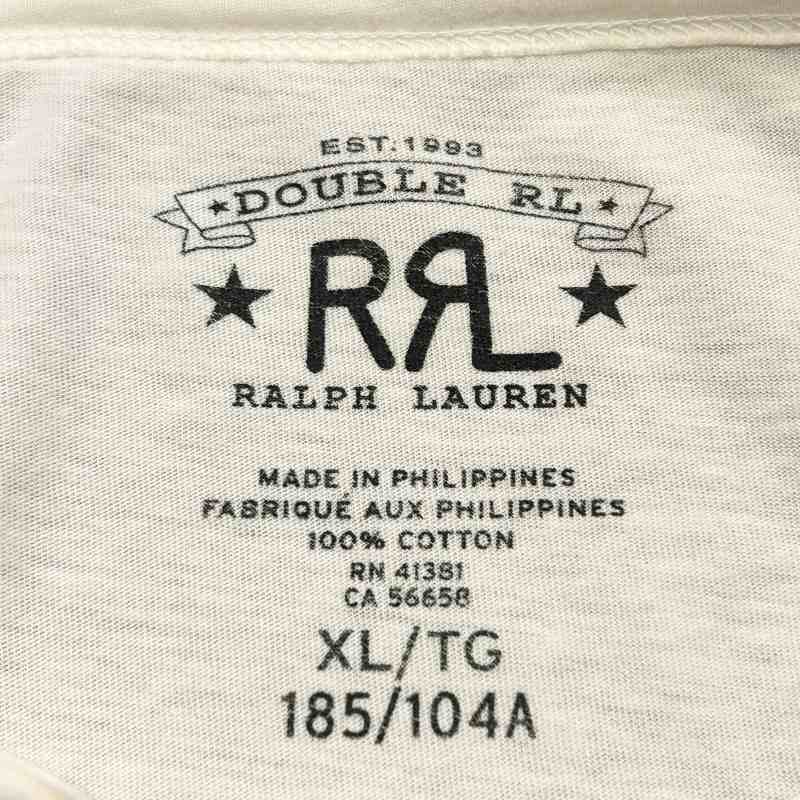 EST. 1993
★DOUBLE RL★
RRL
RALPH LAUREN
MADE IN PHILIPPINES
FABRIQUÉ AUX PHILIPPINES
100% COTTON
RN 41381
CA 56658
XL/TG
185/104A